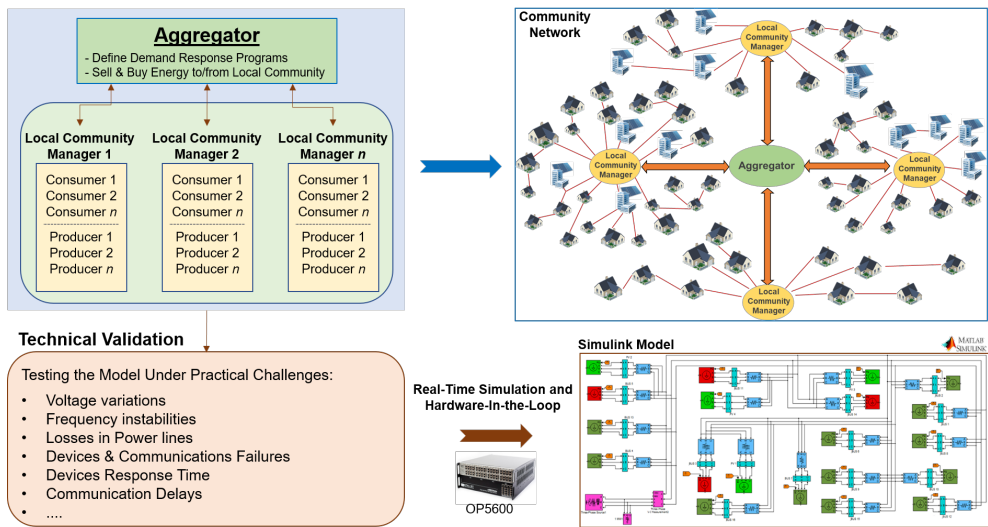 Aggregator
- Define Demand Response Programs
- Sell & Buy Energy to/from Local Community
Local Community
Manager 1
Consumer 1
Consumer 2
Consumer n
Producer 1
Producer 2
Producer n
Local Community
Manager 2
Consumer 1
Consumer 2
Consumer n
Producer 1
Producer 2
Producer n
Local Community
Manager n
Consumer 1
Consumer 2
Consumer n
Producer 1
Producer 2
Producer n
Community
Network
Local
Community
Manager
Local
Community
Manager
Aggregator
Local
Community
Manager
Local
Community
Manager
Technical Validation
Testing the Model Under Practical Challenges:
• Voltage variations
• Frequency instabilities
• Losses in Power lines
• Devices & Communications Failures
• Devices Response Time
• Communication Delays
• ....
Real-Time Simulation and
Hardware-In-the-Loop
OP5600
Simulink Model
MATLAB
SIMULINK